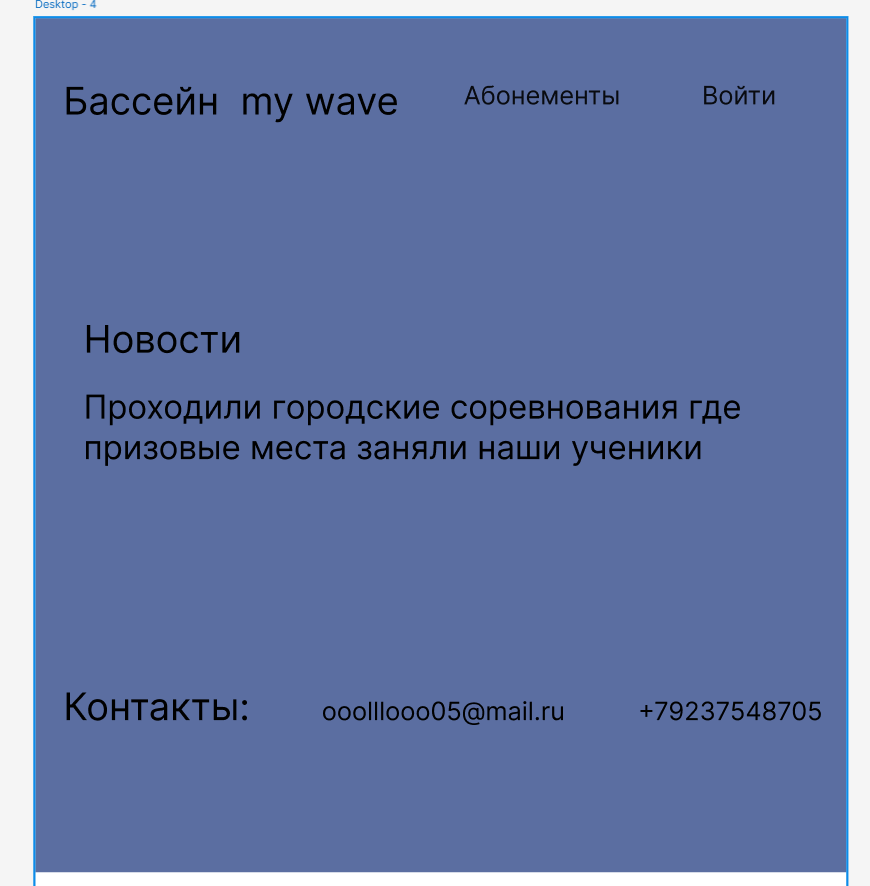 Desktop - 4
Бассейн my wave Абонементы Войти
Новости
Проходили городские соревнования где
призовые места заняли наши ученики
Контакты: ooolllooo05@mail.ru +79237548705